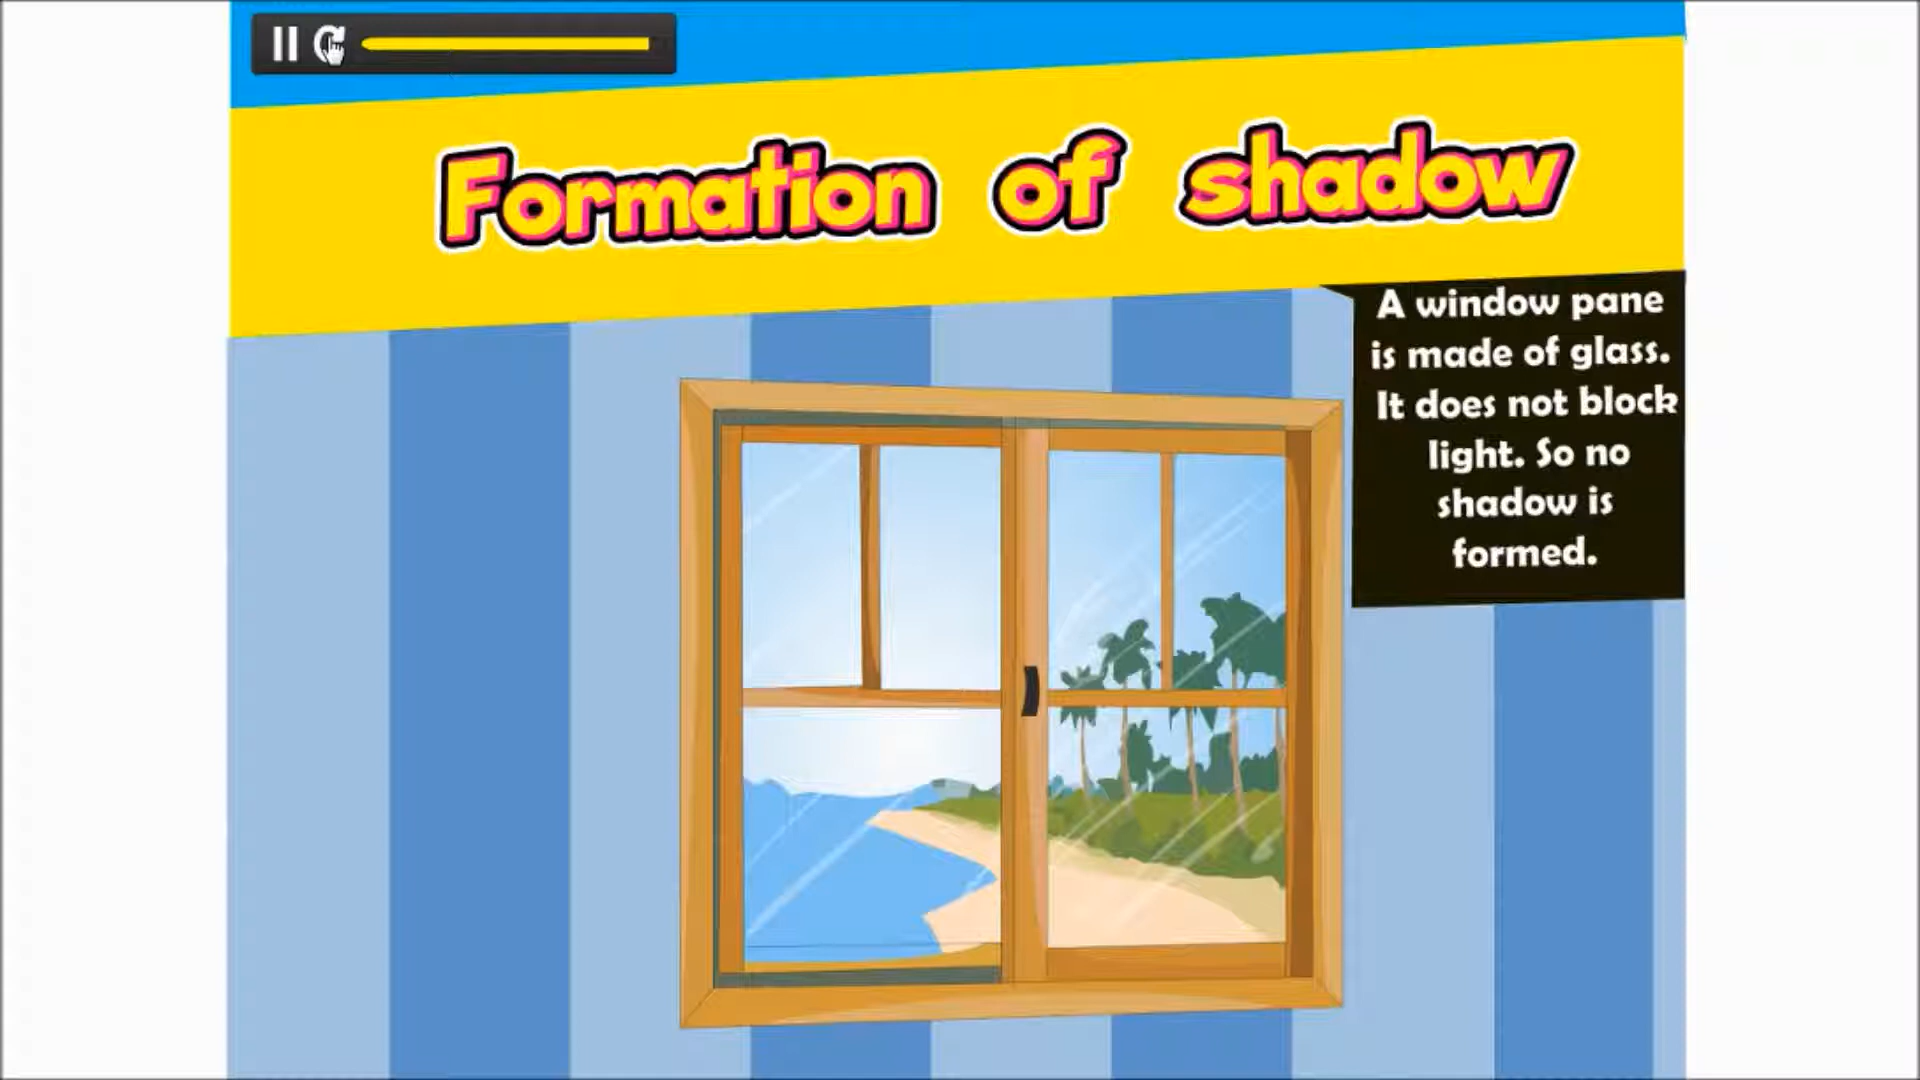 Formation of shadow
A window pane
is made of glass.
It does not block
light. So no
shadow is
formed.